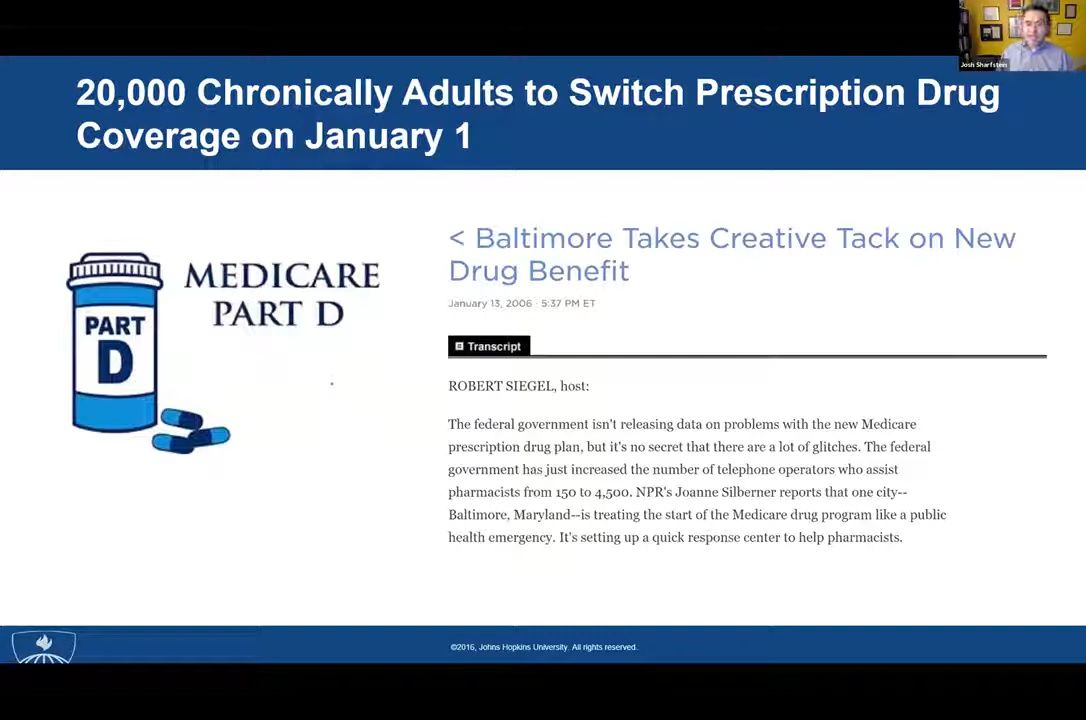 Josh Sharfstein
20,000 Chronically Adults to Switch Prescription Drug
Coverage on January 1
PART
D
MEDICARE
PART D
< Baltimore Takes Creative Tack on New
Drug Benefit
January 13, 2006 · 5:37 PM ET
Transcript
ROBERT SIEGEL, host:
The federal government isn't releasing data on problems with the new Medicare
prescription drug plan, but it's no secret that there are a lot of glitches. The federal
government has just increased the number of telephone operators who assist
pharmacists from 150 to 4,500. NPR's Joanne Silberner reports that one city--
Baltimore, Maryland--is treating the start of the Medicare drug program like a public
health emergency. It's setting up a quick response center to help pharmacists.
©2016, Johns Hopkins University. All rights reserved.